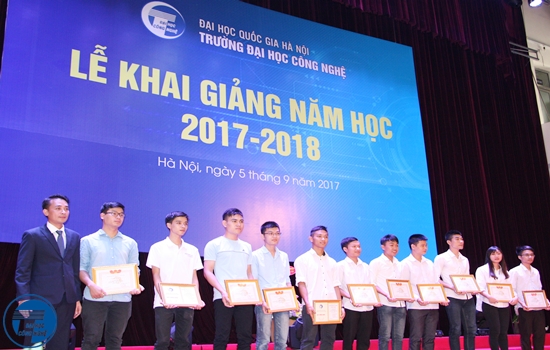 ĐẠI HỌC QUỐC GIA HÀ NỘI
TRƯỜNG ĐẠI HỌC CÔNG NGHỆ
LỄ KHAI GIẢNG NĂM HỌC
2017-2018
Hà Nội, ngày 5 tháng 9 năm 2017